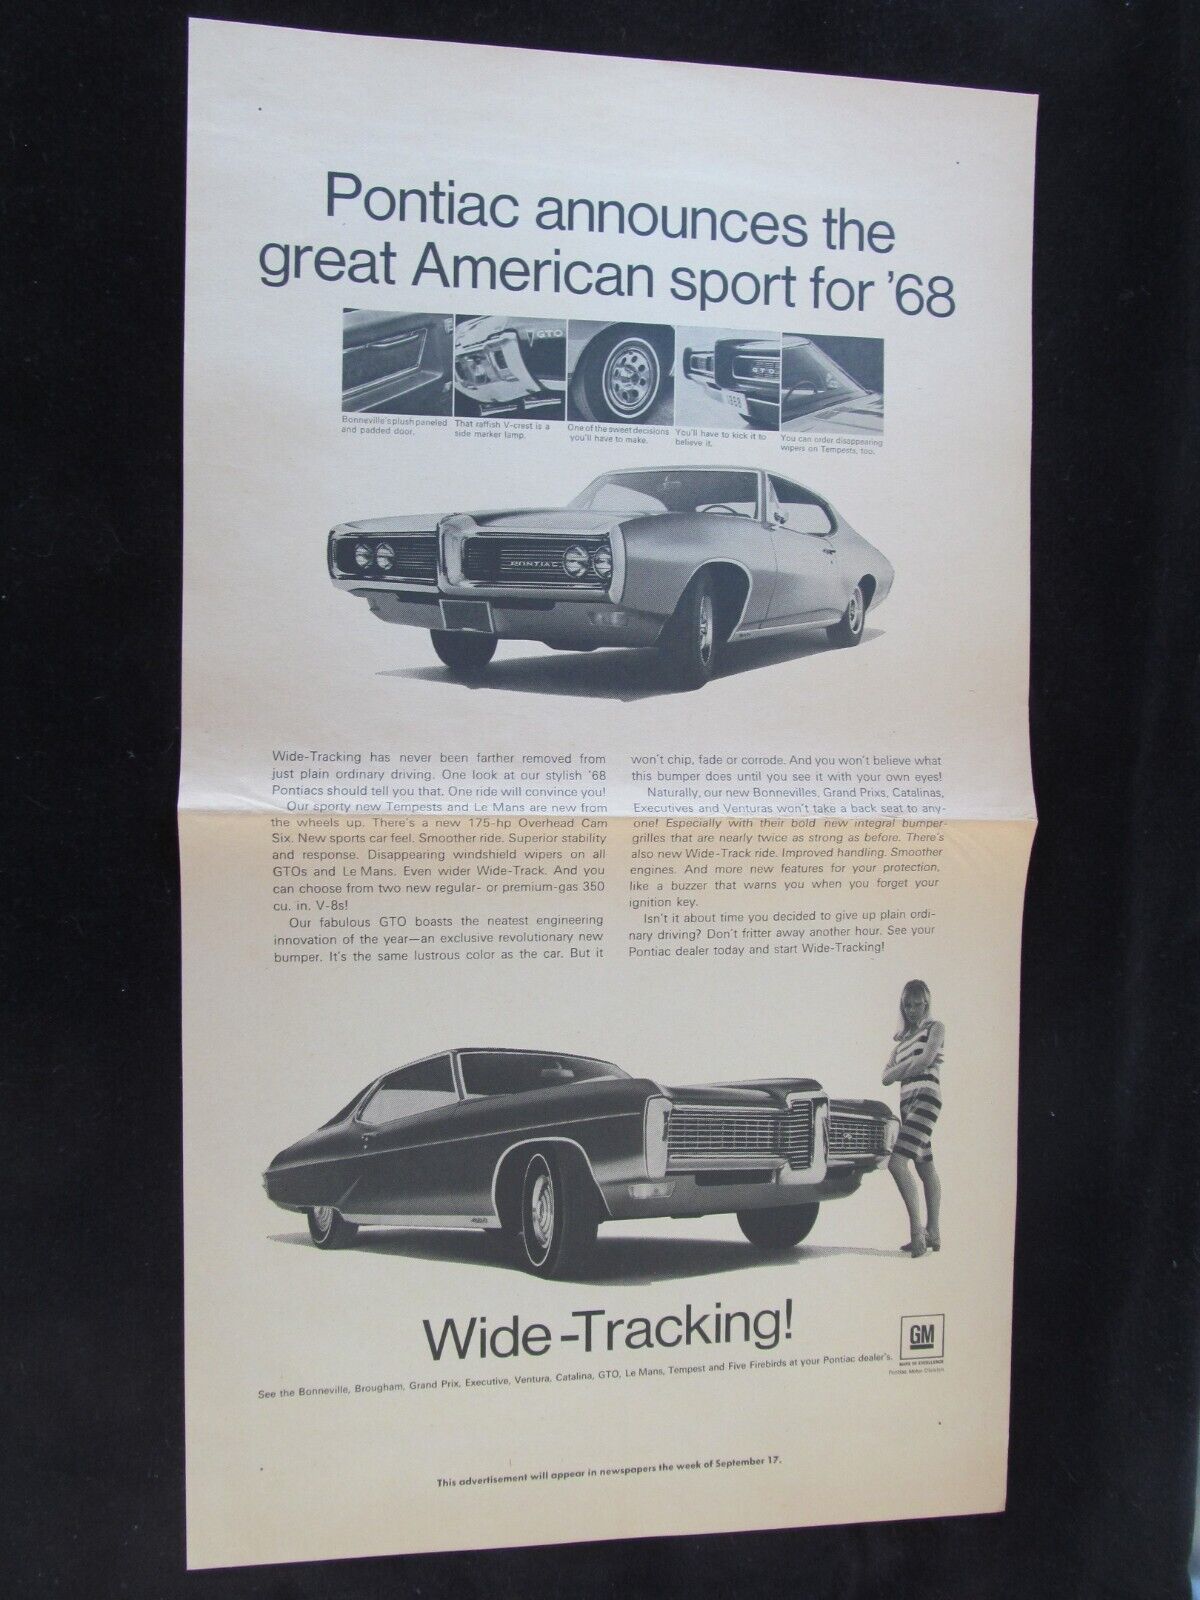 Pontiac announces the
great American sport for '68
GTO
GTO
1968
Bonneville's plush paneled
and padded door.
That raffish V-crest is a
side marker lamp.
One of the sweet decisions
you'll have to make.
You'll have to kick it to
believe it.
You can order disappearing
wipers on Tempests, too.
PONTIAC
Wide-Tracking has never been farther removed from
just plain ordinary driving. One look at our stylish '68
Pontiacs should tell you that. One ride will convince you!
Our sporty new Tempests and Le Mans are new from
the wheels up. There's a new 175-hp Overhead Cam
Six. New sports car feel. Smoother ride. Superior stability
and response. Disappearing windshield wipers on all
GTOs and Le Mans. Even wider Wide-Track. And you
can choose from two new regular- or premium-gas 350
cu. in. V-8s!
Our fabulous GTO boasts the neatest engineering
innovation of the year—an exclusive revolutionary new
bumper. It's the same lustrous color as the car. But it
won't chip, fade or corrode. And you won't believe what
this bumper does until you see it with your own eyes!
Naturally, our new Bonnevilles, Grand Prixs, Catalinas,
Executives and Venturas won't take a back seat to any-
one! Especially with their bold new integral bumper-
grilles that are nearly twice as strong as before. There's
also new Wide-Track ride. Improved handling. Smoother
engines. And more new features for your protection,
like a buzzer that warns you when you forget your
ignition key.
Isn't it about time you decided to give up plain ordi-
nary driving? Don't fritter away another hour. See your
Pontiac dealer today and start Wide-Tracking!
Wide-Tracking!
GM
MARK OF EXCELLENCE
Pontiac Motor Division
See the Bonneville, Brougham, Grand Prix, Executive, Ventura, Catalina, GTO, Le Mans, Tempest and Five Firebirds at your Pontiac dealer's.
This advertisement will appear in newspapers the week of September 17.